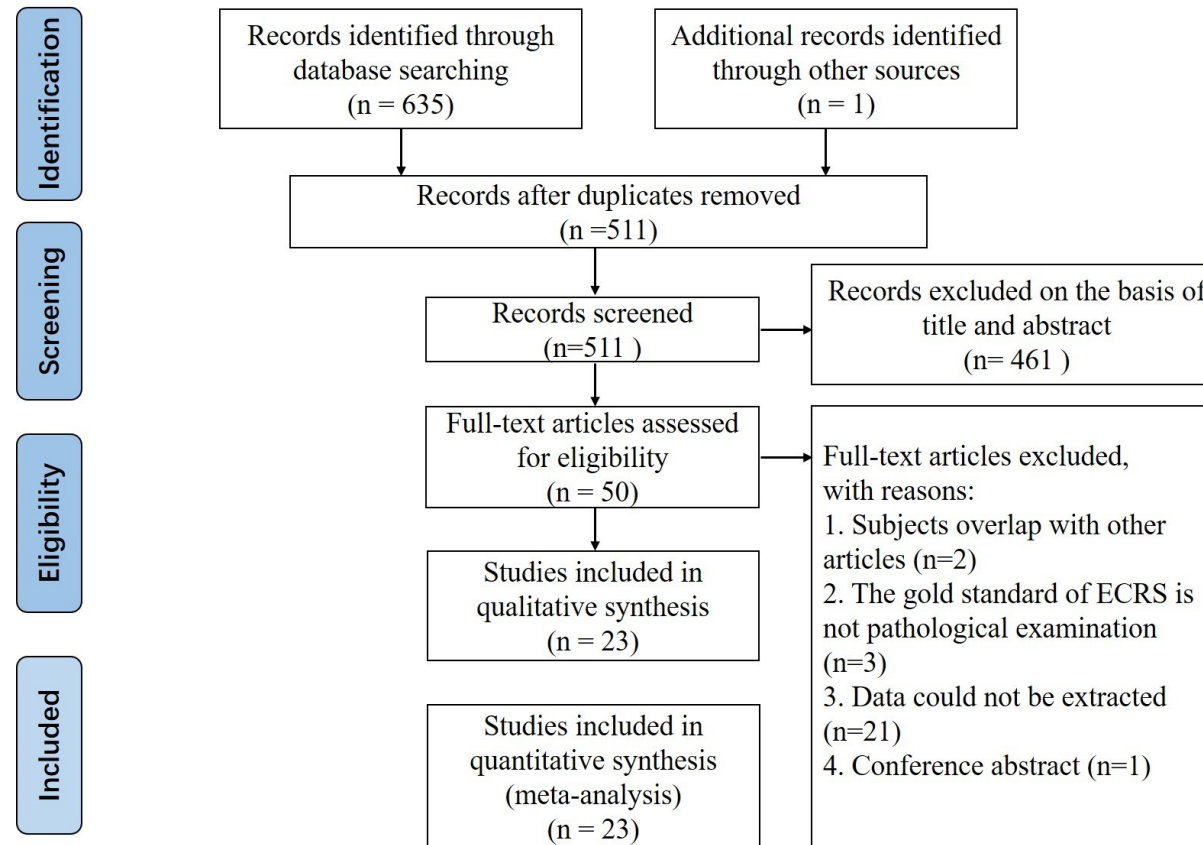 Identification
Records identified through
database searching
(n = 635)
Additional records identified
through other sources
(n = 1)
Records after duplicates removed
(n =511)
Screening
Records screened
(n=511 )
Records excluded on the basis of
title and abstract
(n= 461 )
Eligibility
Full-text articles assessed
for eligibility
(n = 50)
Full-text articles excluded,
with reasons:
1. Subjects overlap with other
articles (n=2)
2. The gold standard of ECRS is
not pathological examination
(n=3)
3. Data could not be extracted
(n=21)
4. Conference abstract (n=1)
Studies included in
qualitative synthesis
(n = 23)
Included
Studies included in
quantitative synthesis
(meta-analysis)
(n = 23)